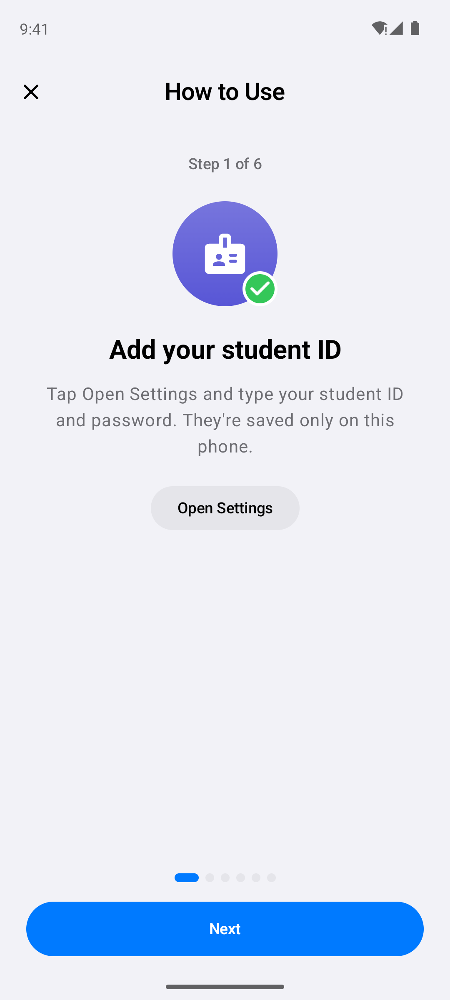 9:41
How to Use
Step 1 of 6
Add your student ID
Tap Open Settings and type your student ID
and password. They're saved only on this
phone.
Open Settings
Next